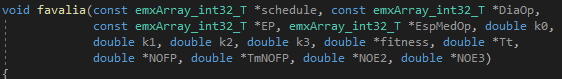 void favalia(const emxArray_int32_T *schedule, const emxArray_int32_T *DiaOp,
const emxArray_int32_T *EP, emxArray_int32_T *EspMedOp, double k0,
double k1, double k2, double k3, double *fitness, double *Tt,
double *NOFP, double *TmNOFP, double *NOE2, double *NOE3)
{